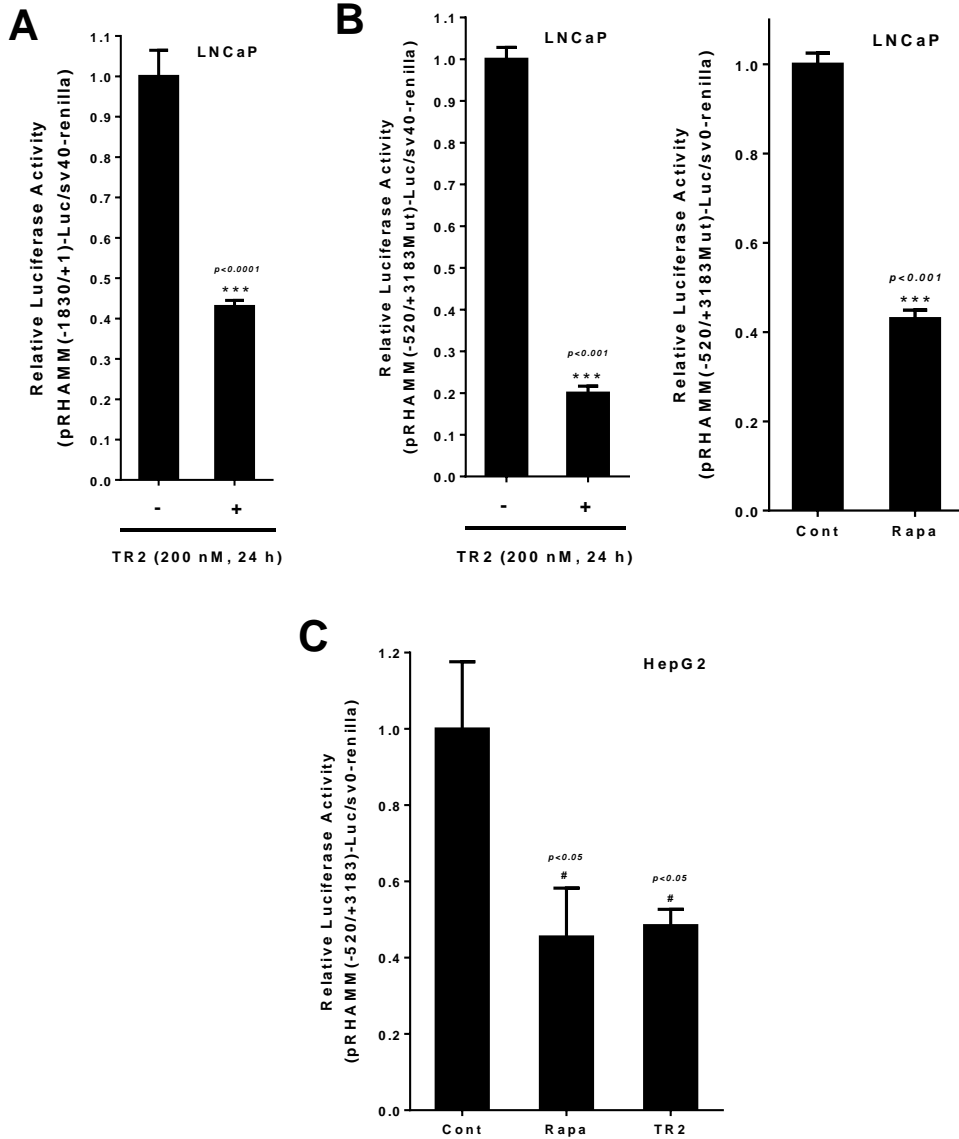 A
Relative Luciferase Activity
(pRHAMM(-1830/+1)-Luc/sv40-renilla)
1.1
1.0
0.9
0.8
0.7
0.6
0.5
0.4
0.3
0.2
0.1
0.0
LNCaP
p<0.0001
***
- +
TR2 (200 nM, 24 h)
B
Relative Luciferase Activity
(pRHAMM(-520/+3183Mut)-Luc/sv40-renilla)
1.1
1.0
0.9
0.8
0.7
0.6
0.5
0.4
0.3
0.2
0.1
0.0
LNCaP
p<0.001
***
- +
TR2 (200 nM, 24 h)
Relative Luciferase Activity
(pRHAMM(-520/+3183Mut)-Luc/sv0-renilla)
1.0
0.8
0.6
0.4
0.2
0.0
LNCaP
p<0.001
***
Cont Rapa
C
Relative Luciferase Activity
(pRHAMM(-520/+3183)-Luc/sv0-renilla)
1.2
1.0
0.8
0.6
0.4
0.2
0.0
HepG2
p<0.05
#
p<0.05
#
Cont Rapa TR2